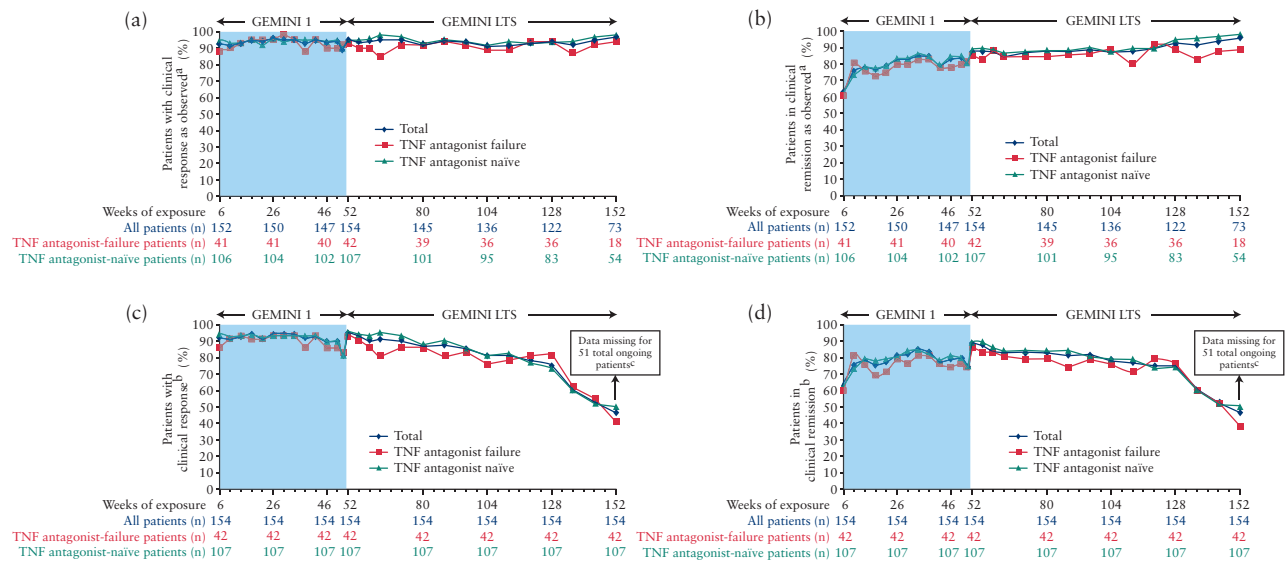 (a)
GEMINI 1
GEMINI LTS
Patients with clinical
response as observedᵃ (%)
100
90
80
70
60
50
40
30
20
10
0
Total
TNF antagonist failure
TNF antagonist naïve
Weeks of exposure 6 26 46 52 80 104 128 152
All patients (n) 152 150 147 154 145 136 122 73
TNF antagonist-failure patients (n) 41 41 40 42 39 36 36 18
TNF antagonist-naïve patients (n) 106 104 102 107 101 95 83 54
(b)
GEMINI 1
GEMINI LTS
Patients in clinical
remission as observedᵃ (%)
100
90
80
70
60
50
40
30
20
10
0
Total
TNF antagonist failure
TNF antagonist naïve
Weeks of exposure 6 26 46 52 80 104 128 152
All patients (n) 152 150 147 154 145 136 122 73
TNF antagonist-failure patients (n) 41 41 40 42 39 36 36 18
TNF antagonist-naïve patients (n) 106 104 102 107 101 95 83 54
(c)
GEMINI 1
GEMINI LTS
Patients with
clinical responseᵇ (%)
100
90
80
70
60
50
40
30
20
10
0
Data missing for
51 total ongoing
patientsᶜ
Total
TNF antagonist failure
TNF antagonist naïve
Weeks of exposure 6 26 46 52 80 104 128 152
All patients (n) 154 154 154 154 154 154 154 154
TNF antagonist-failure patients (n) 42 42 42 42 42 42 42 42
TNF antagonist-naïve patients (n) 107 107 107 107 107 107 107 107
(d)
GEMINI 1
GEMINI LTS
Patients in
clinical remissionᵇ (%)
100
90
80
70
60
50
40
30
20
10
0
Data missing for
51 total ongoing
patientsᶜ
Total
TNF antagonist failure
TNF antagonist naïve
Weeks of exposure 6 26 46 52 80 104 128 152
All patients (n) 154 154 154 154 154 154 154 154
TNF antagonist-failure patients (n) 42 42 42 42 42 42 42 42
TNF antagonist-naïve patients (n) 107 107 107 107 107 107 107 107